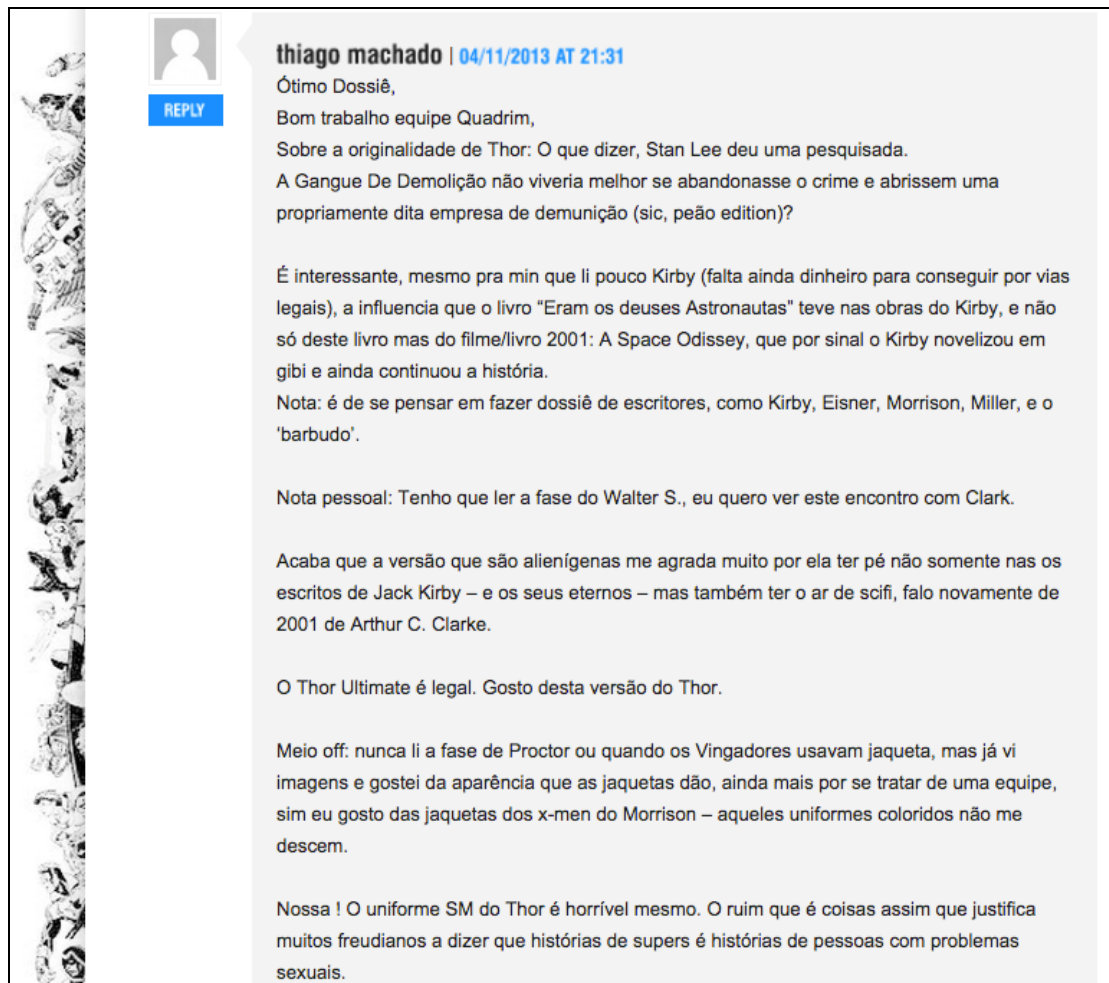 thiago machado | 04/11/2013 AT 21:31
REPLY
Ótimo Dossiê,
Bom trabalho equipe Quadrim,
Sobre a originalidade de Thor: O que dizer, Stan Lee deu uma pesquisada.
A Gangue De Demolição não viveria melhor se abandonasse o crime e abrissem uma
propriamente dita empresa de demunição (sic, peão edition)?
É interessante, mesmo pra min que li pouco Kirby (falta ainda dinheiro para conseguir por vias
legais), a influencia que o livro “Eram os deuses Astronautas" teve nas obras do Kirby, e não
só deste livro mas do filme/livro 2001: A Space Odissey, que por sinal o Kirby novelizou em
gibi e ainda continuou a história.
Nota: é de se pensar em fazer dossiê de escritores, como Kirby, Eisner, Morrison, Miller, e o
‘barbudo’.
Nota pessoal: Tenho que ler a fase do Walter S., eu quero ver este encontro com Clark.
Acaba que a versão que são alienígenas me agrada muito por ela ter pé não somente nas os
escritos de Jack Kirby – e os seus eternos – mas também ter o ar de scifi, falo novamente de
2001 de Arthur C. Clarke.
O Thor Ultimate é legal. Gosto desta versão do Thor.
Meio off: nunca li a fase de Proctor ou quando os Vingadores usavam jaqueta, mas já vi
imagens e gostei da aparência que as jaquetas dão, ainda mais por se tratar de uma equipe,
sim eu gosto das jaquetas dos x-men do Morrison – aqueles uniformes coloridos não me
descem.
Nossa ! O uniforme SM do Thor é horrível mesmo. O ruim que é coisas assim que justifica
muitos freudianos a dizer que histórias de supers é histórias de pessoas com problemas
sexuais.